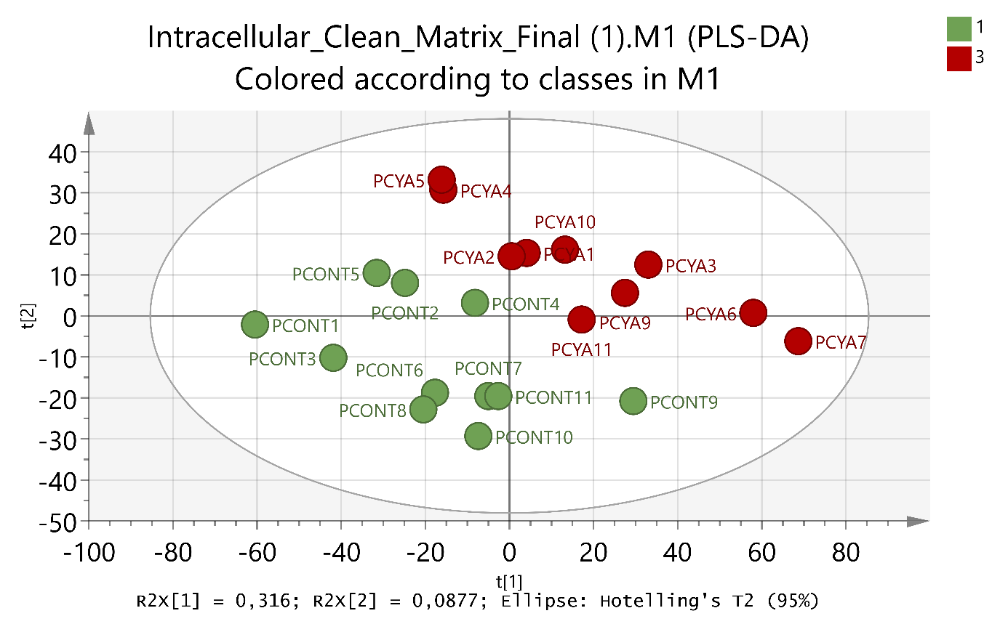 Intracellular_Clean_Matrix_Final (1).M1 (PLS-DA)
Colored according to classes in M1
1
3
40
30
20
10
0
-10
-20
-30
-40
-50
t[2]
PCYA5
PCYA4
PCYA10
PCYA2
PCYA1
PCYA3
PCONT5
PCONT2
PCONT4
PCONT1
PCYA9
PCYA6
PCYA7
PCYA11
PCONT3
PCONT6
PCONT7
PCONT8
PCONT11
PCONT9
PCONT10
-100
-80
-60
-40
-20
0
20
40
60
80
t[1]
R2X[1] = 0,316; R2X[2] = 0,0877; Ellipse: Hotelling's T2 (95%)